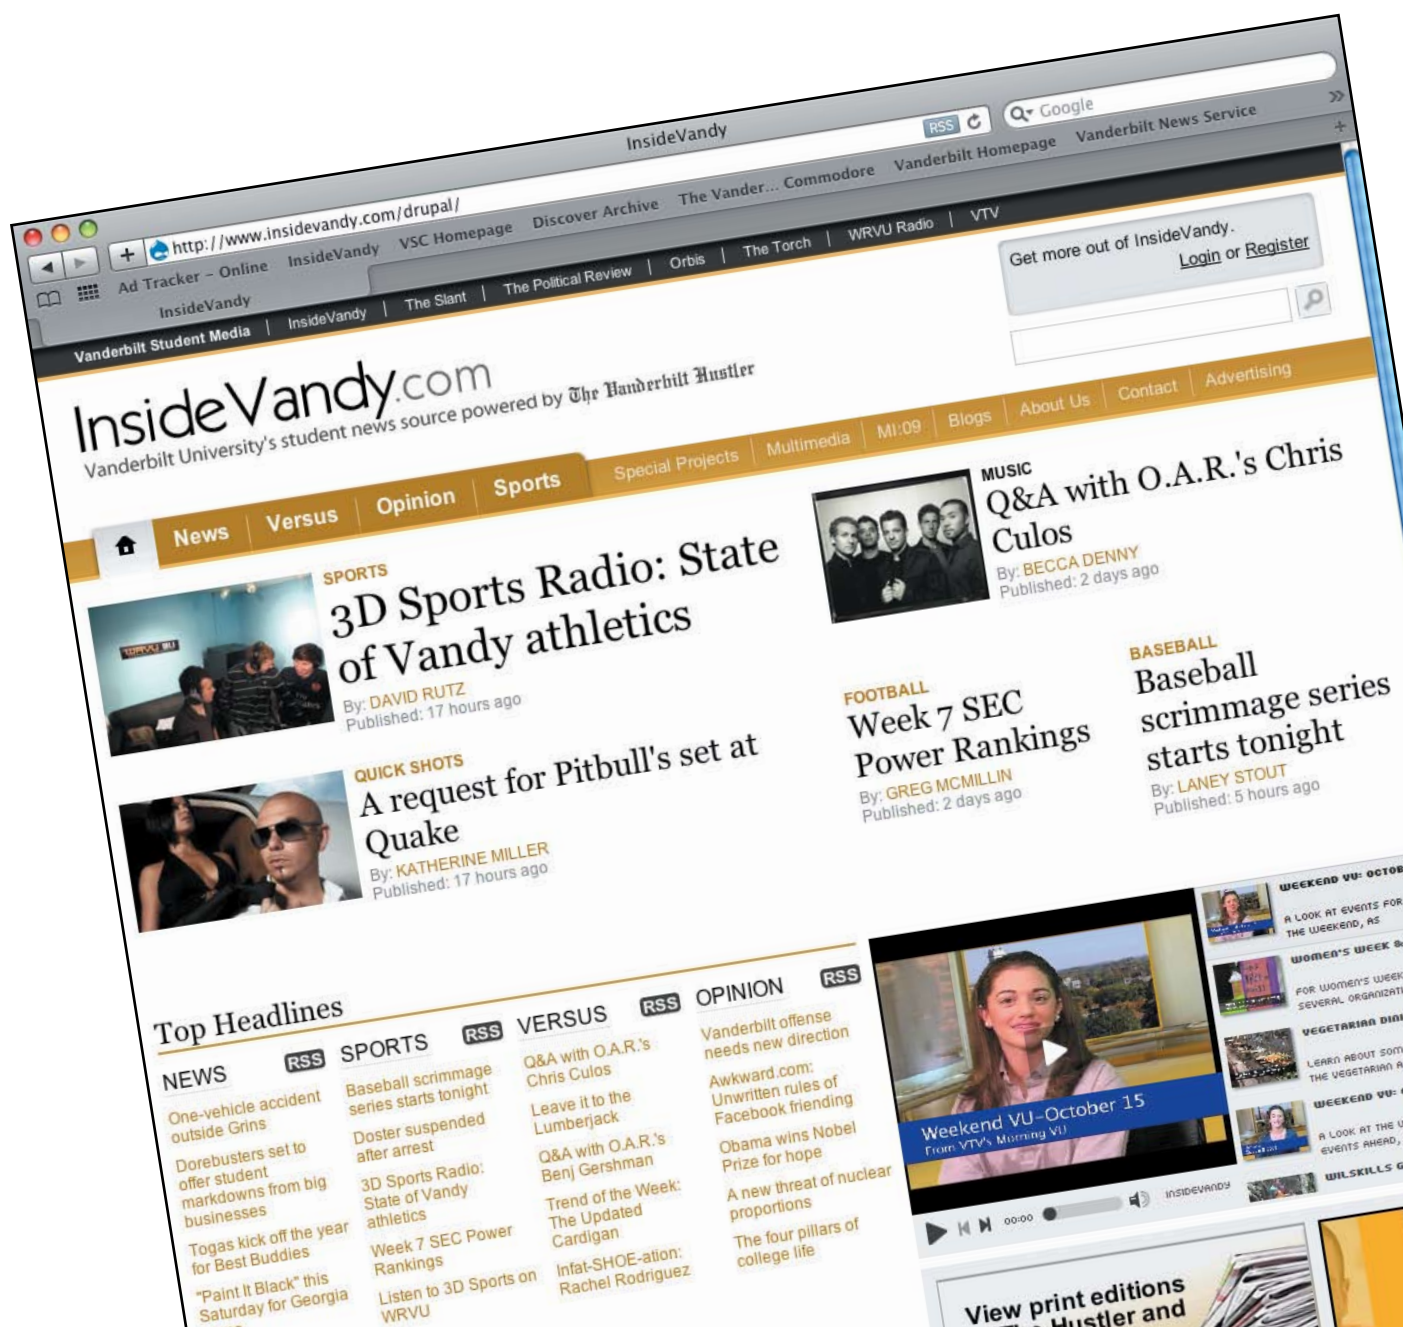 InsideVandy
http://www.insidevandy.com/drupal/
RSS
Google
Ad Tracker – Online InsideVandy VSC Homepage Discover Archive The Vander... Commodore Vanderbilt Homepage Vanderbilt News Service
InsideVandy
Vanderbilt Student Media | InsideVandy | The Slant | The Political Review | Orbis | The Torch | WRVU Radio | VTV
Get more out of InsideVandy.
Login or Register
InsideVandy.com
Vanderbilt University's student news source powered by The Vanderbilt Hustler
News Versus Opinion Sports Special Projects Multimedia MI:09 Blogs About Us Contact Advertising
SPORTS
3D Sports Radio: State
of Vandy athletics
By: DAVID RUTZ
Published: 17 hours ago
QUICK SHOTS
A request for Pitbull's set at
Quake
By: KATHERINE MILLER
Published: 17 hours ago
MUSIC
Q&A with O.A.R.'s Chris
Culos
By: BECCA DENNY
Published: 2 days ago
FOOTBALL
Week 7 SEC
Power Rankings
By: GREG MCMILLIN
Published: 2 days ago
BASEBALL
Baseball
scrimmage series
starts tonight
By: LANEY STOUT
Published: 5 hours ago
Top Headlines
NEWS RSS
One-vehicle accident
outside Grins
Dorebusters set to
offer student
markdowns from big
businesses
Togas kick off the year
for Best Buddies
"Paint It Black" this
Saturday for Georgia
SPORTS RSS
Baseball scrimmage
series starts tonight
Doster suspended
after arrest
3D Sports Radio:
State of Vandy
athletics
Week 7 SEC Power
Rankings
Listen to 3D Sports on
WRVU
VERSUS RSS
Q&A with O.A.R.'s
Chris Culos
Leave it to the
Lumberjack
Q&A with O.A.R.'s
Benj Gershman
Trend of the Week:
The Updated
Cardigan
Infat-SHOE-ation:
Rachel Rodriguez
OPINION RSS
Vanderbilt offense
needs new direction
Awkward.com:
Unwritten rules of
Facebook friending
Obama wins Nobel
Prize for hope
A new threat of nuclear
proportions
The four pillars of
college life
Weekend VU–October 15
From VTV's Morning VU
00:00 INSIDEVANDY
WEEKEND VU: OCTOB
A LOOK AT EVENTS FOR
THE WEEKEND, AS
WOMEN'S WEEK &
FOR WOMEN'S WEEK
SEVERAL ORGANIZATI
VEGETARIAN DIN
LEARN ABOUT SOM
THE VEGETARIAN A
WEEKEND VU:
A LOOK AT THE
EVENTS AHEAD,
WILSKILLS G
View print editions
Hustler and